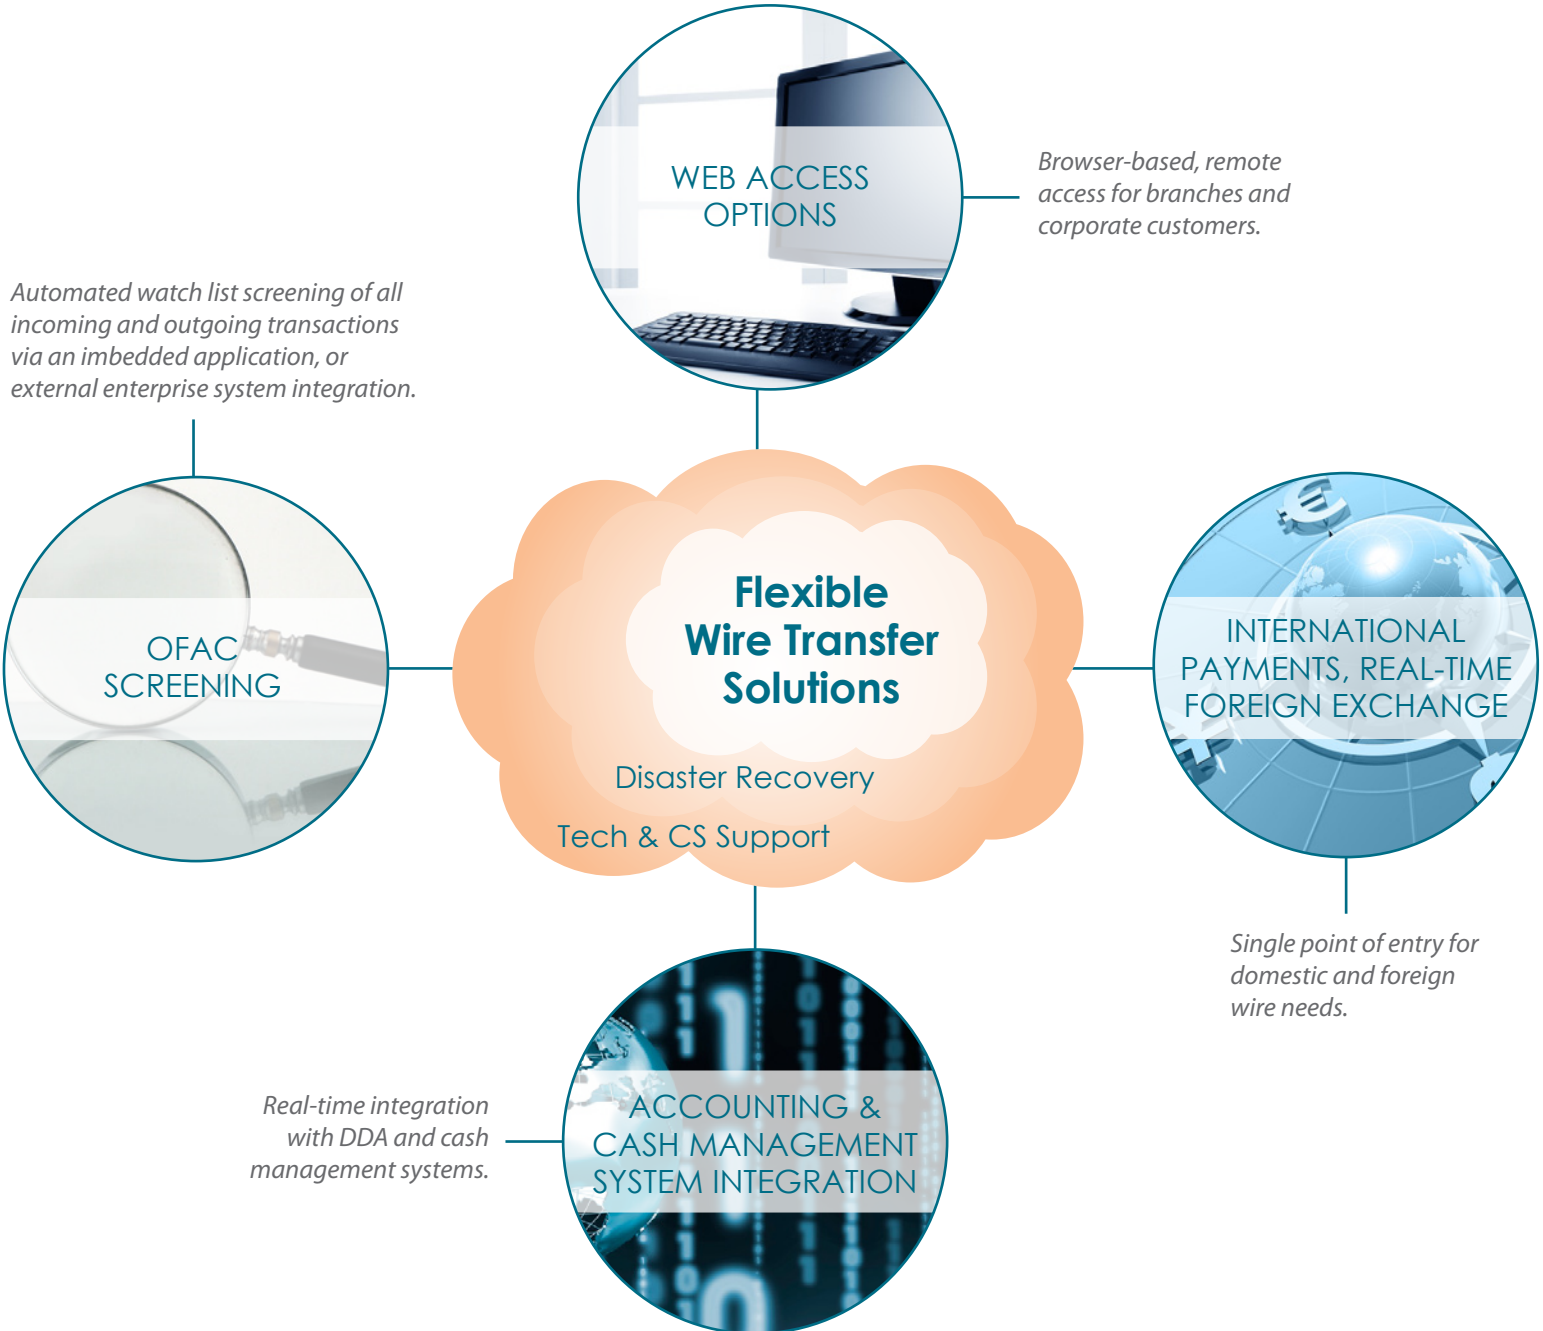 WEB ACCESS
OPTIONS
Browser-based, remote
access for branches and
corporate customers.
Automated watch list screening of all
incoming and outgoing transactions
via an imbedded application, or
external enterprise system integration.
OFAC
SCREENING
Flexible
Wire Transfer
Solutions
Disaster Recovery
Tech & CS Support
INTERNATIONAL
PAYMENTS, REAL-TIME
FOREIGN EXCHANGE
Single point of entry for
domestic and foreign
wire needs.
Real-time integration
with DDA and cash
management systems.
ACCOUNTING &
CASH MANAGEMENT
SYSTEM INTEGRATION